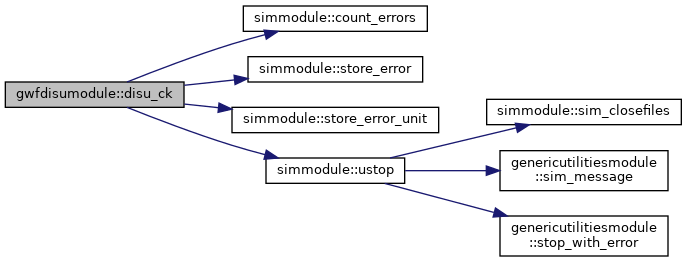 simmodule::count_errors
simmodule::store_error
gwfdisumodule::disu_ck
simmodule::store_error_unit
simmodule::ustop
simmodule::sim_closefiles
genericutilitiesmodule
::sim_message
genericutilitiesmodule
::stop_with_error